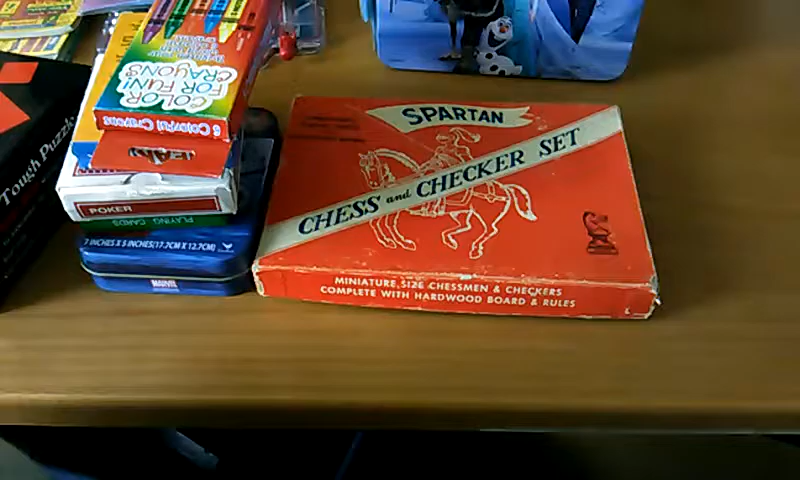 COLOR
FOR FUN!
CRAYONS
6 Colorful Crayons
POKER
PLAYING CARDS
7 INCHES X 5 INCHES(17.7CM X 12.7CM)
MARVEL
Tough Puzzl
SPARTAN
CHESS and CHECKER SET
MINIATURE SIZE CHESSMEN & CHECKERS
COMPLETE WITH HARDWOOD BOARD & RULES